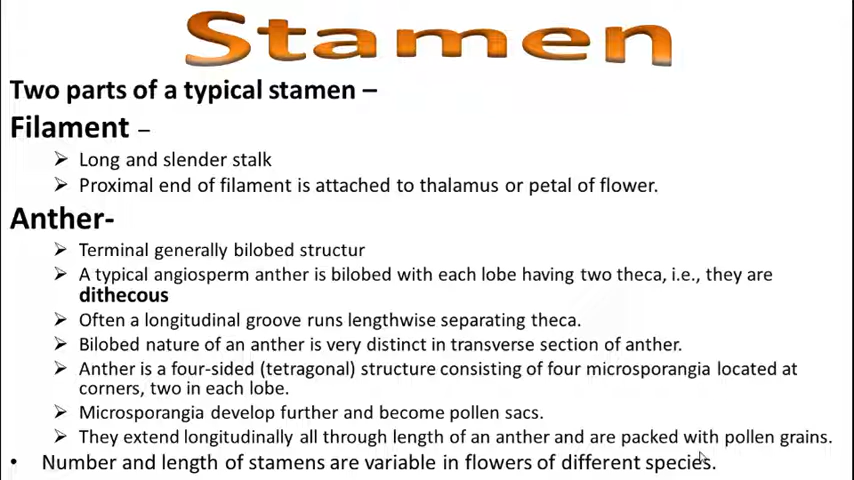 Stamen
Two parts of a typical stamen –
Filament –
➢ Long and slender stalk
➢ Proximal end of filament is attached to thalamus or petal of flower.
Anther-
➢ Terminal generally bilobed structur
➢ A typical angiosperm anther is bilobed with each lobe having two theca, i.e., they are
dithecous
➢ Often a longitudinal groove runs lengthwise separating theca.
➢ Bilobed nature of an anther is very distinct in transverse section of anther.
➢ Anther is a four-sided (tetragonal) structure consisting of four microsporangia located at
corners, two in each lobe.
➢ Microsporangia develop further and become pollen sacs.
➢ They extend longitudinally all through length of an anther and are packed with pollen grains.
• Number and length of stamens are variable in flowers of different species.